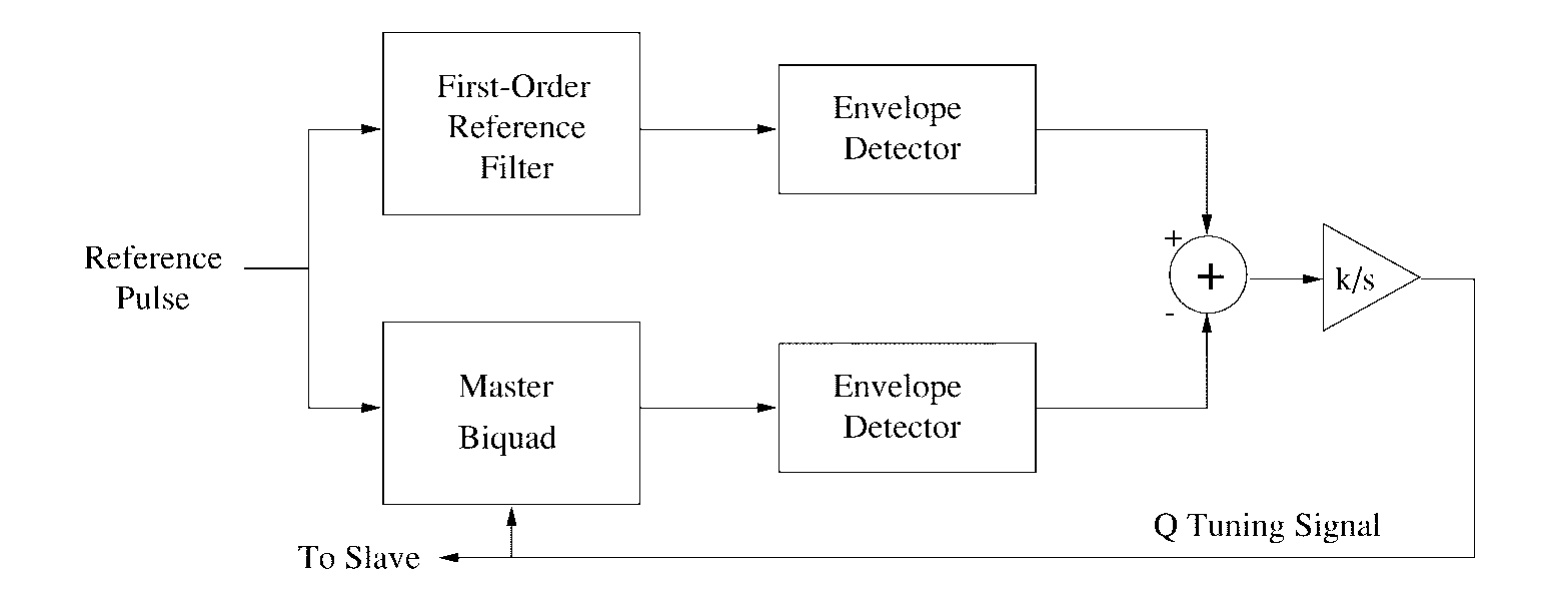 First-Order
Reference
Filter
Envelope
Detector
Reference
Pulse
+
+
-
k/s
Master
Biquad
Envelope
Detector
Q Tuning Signal
To Slave